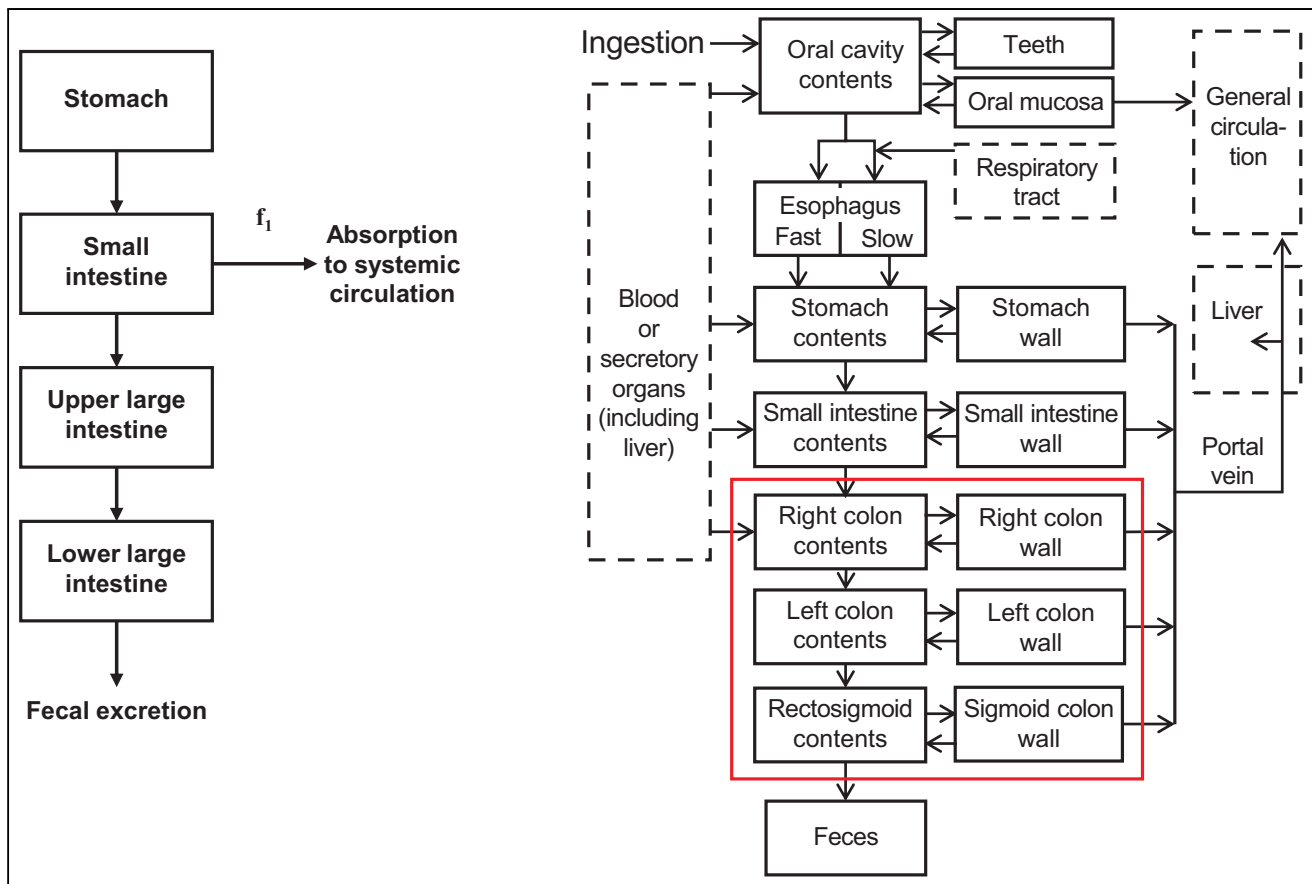 Stomach
f1
Small
intestine
Absorption
to systemic
circulation
Upper large
intestine
Lower large
intestine
Fecal excretion
Ingestion
Oral cavity
contents
Teeth
Oral mucosa
General
circula-
tion
Respiratory
tract
Esophagus
Fast
Slow
Blood
or
secretory
organs
(including
liver)
Stomach
contents
Stomach
wall
Liver
Small intestine
contents
Small intestine
wall
Portal
vein
Right colon
contents
Right colon
wall
Left colon
contents
Left colon
wall
Rectosigmoid
contents
Sigmoid colon
wall
Feces